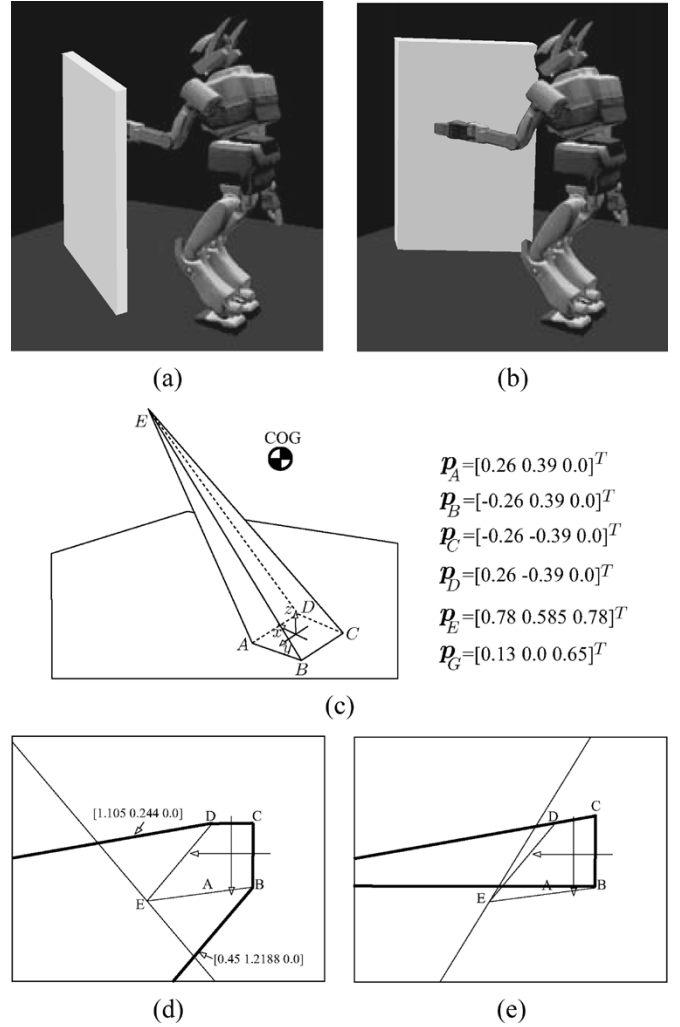 (a)
(b)
E
COG
z
D
x
A
y
C
B
p_A=[0.26 0.39 0.0]^T
p_B=[-0.26 0.39 0.0]^T
p_C=[-0.26 -0.39 0.0]^T
p_D=[0.26 -0.39 0.0]^T
p_E=[0.78 0.585 0.78]^T
p_G=[0.13 0.0 0.65]^T
(c)
[1.105 0.244 0.0]
D
C
A
B
E
[0.45 1.2188 0.0]
(d)
C
D
A
B
E
(e)